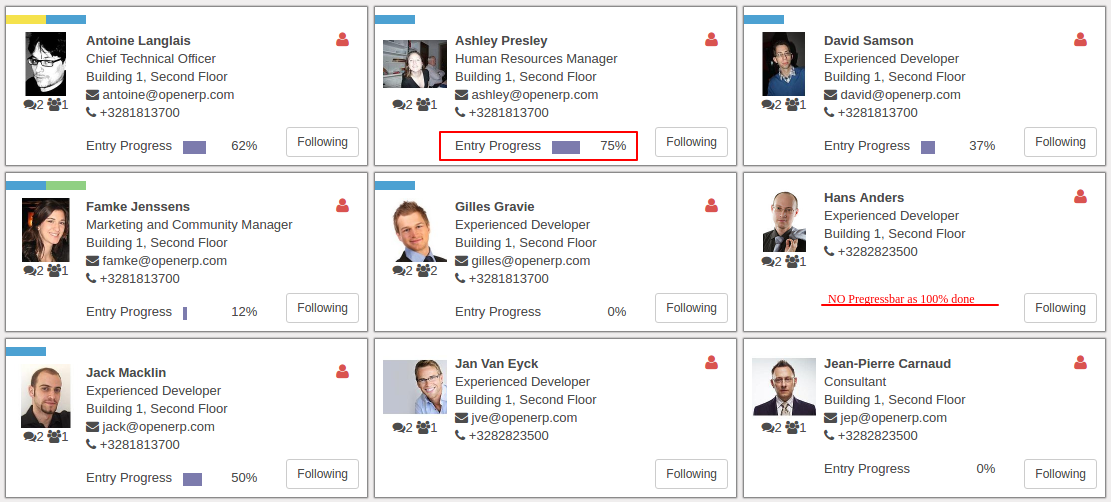 Antoine Langlais
Chief Technical Officer
Building 1, Second Floor
antoine@openerp.com
2 1 +3281813700
Entry Progress 62% Following
Ashley Presley
Human Resources Manager
Building 1, Second Floor
ashley@openerp.com
2 1 +3281813700
Entry Progress 75% Following
David Samson
Experienced Developer
Building 1, Second Floor
david@openerp.com
2 1 +3281813700
Entry Progress 37% Following
Famke Jenssens
Marketing and Community Manager
Building 1, Second Floor
famke@openerp.com
2 1 +3281813700
Entry Progress 12% Following
Gilles Gravie
Experienced Developer
Building 1, Second Floor
gilles@openerp.com
2 2 +3281813700
Entry Progress 0% Following
Hans Anders
Experienced Developer
Building 1, Second Floor
2 1 +3282823500
NO Pregressbar as 100% done
Following
Jack Macklin
Experienced Developer
Building 1, Second Floor
jack@openerp.com
2 1 +3281813700
Entry Progress 50% Following
Jan Van Eyck
Experienced Developer
Building 1, Second Floor
jve@openerp.com
2 1 +3282823500
Following
Jean-Pierre Carnaud
Consultant
Building 1, Second Floor
jep@openerp.com
2 1 +3282823500
Entry Progress 0% Following